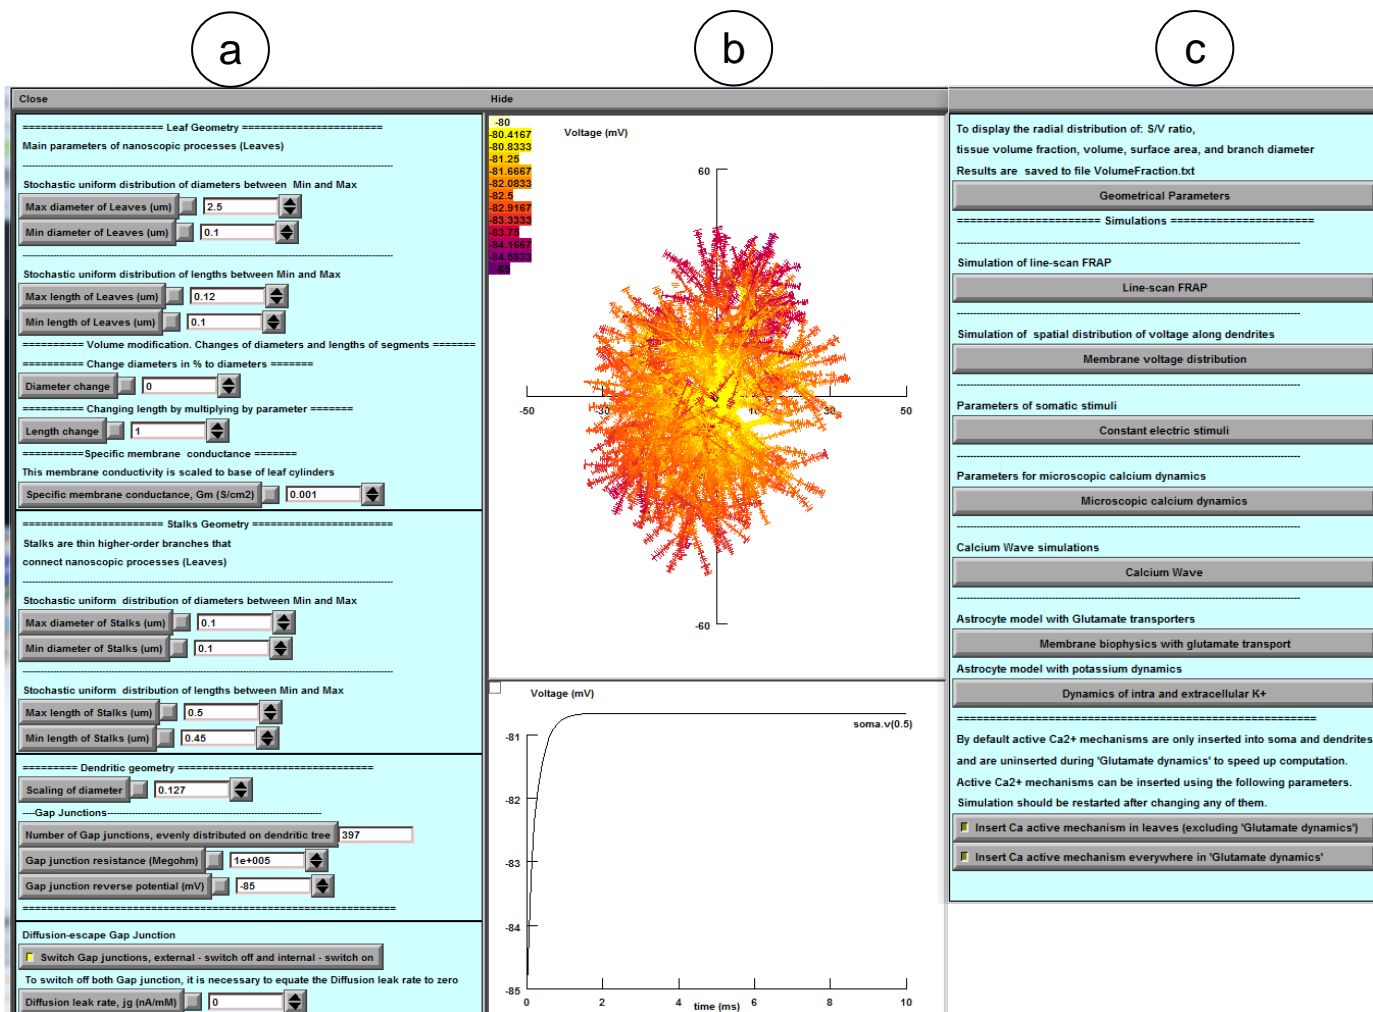 a
b
c
Close
Hide
======================= Leaf Geometry =======================
Main parameters of nanoscopic processes (Leaves)
Stochastic uniform distribution of diameters between Min and Max
Max diameter of Leaves (um) 2.5
Min diameter of Leaves (um) 0.1
Stochastic uniform distribution of lengths between Min and Max
Max length of Leaves (um) 0.12
Min length of Leaves (um) 0.1
========== Volume modification. Changes of diameters and lengths of segments =======
========== Change diameters in % to diameters =======
Diameter change 0
========== Changing length by multiplying by parameter =======
Length change 1
==========Specific membrane conductance =======
This membrane conductivity is scaled to base of leaf cylinders
Specific membrane conductance, Gm (S/cm2) 0.001
======================= Stalks Geometry =======================
Stalks are thin higher-order branches that
connect nanoscopic processes (Leaves)
Stochastic uniform distribution of diameters between Min and Max
Max diameter of Stalks (um) 0.1
Min diameter of Stalks (um) 0.1
Stochastic uniform distribution of lengths between Min and Max
Max length of Stalks (um) 0.5
Min length of Stalks (um) 0.45
========= Dendritic geometry ================================
Scaling of diameter 0.127
----Gap Junctions----
Number of Gap junctions, evenly distributed on dendritic tree 397
Gap junction resistance (Megohm) 1e+005
Gap junction reverse potential (mV) -85
Diffusion-escape Gap Junction
Switch Gap junctions, external - switch off and internal - switch on
To switch off both Gap junction, it is necessary to equate the Diffusion leak rate to zero
Diffusion leak rate, jg (nA/mM) 0
-80
-80.4167
-80.8333
-81.25
-81.6667
-82.0833
-82.5
-82.9167
-83.3333
-83.75
-84.1667
-84.5833
-85
Voltage (mV)
60
-50
-30
10
30
50
-60
Voltage (mV)
soma.v(0.5)
-81
-82
-83
-84
-85
0
2
4
6
8
10
time (ms)
To display the radial distribution of: S/V ratio,
tissue volume fraction, volume, surface area, and branch diameter
Results are saved to file VolumeFraction.txt
Geometrical Parameters
======================= Simulations =======================
Simulation of line-scan FRAP
Line-scan FRAP
Simulation of spatial distribution of voltage along dendrites
Membrane voltage distribution
Parameters of somatic stimuli
Constant electric stimuli
Parameters for microscopic calcium dynamics
Microscopic calcium dynamics
Calcium Wave simulations
Calcium Wave
Astrocyte model with Glutamate transporters
Membrane biophysics with glutamate transport
Astrocyte model with potassium dynamics
Dynamics of intra and extracellular K+
By default active Ca2+ mechanisms are only inserted into soma and dendrites
and are uninserted during 'Glutamate dynamics' to speed up computation.
Active Ca2+ mechanisms can be inserted using the following parameters.
Simulation should be restarted after changing any of them.
Insert Ca active mechanism in leaves (excluding 'Glutamate dynamics')
Insert Ca active mechanism everywhere in 'Glutamate dynamics'